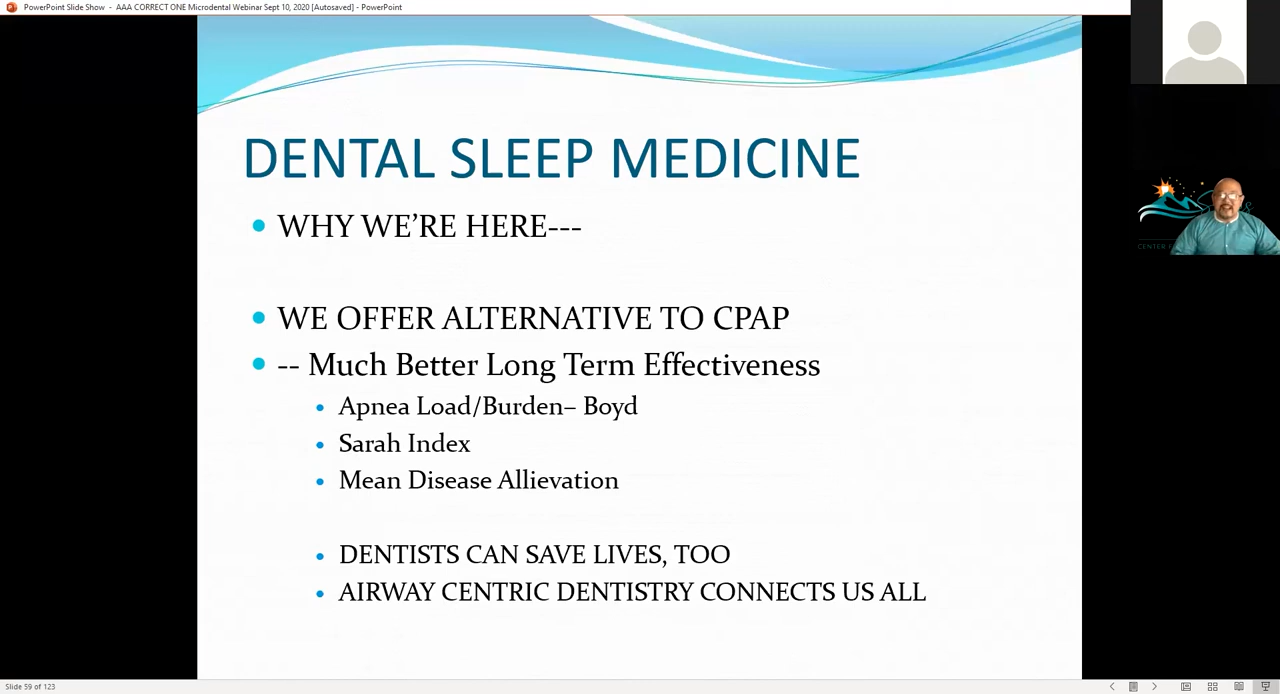 PowerPoint Slide Show - AAA CORRECT ONE Microdental Webinar Sept 10, 2020 [Autosaved] - PowerPoint
DENTAL SLEEP MEDICINE
WHY WE'RE HERE---
WE OFFER ALTERNATIVE TO CPAP
-- Much Better Long Term Effectiveness
Apnea Load/Burden– Boyd
Sarah Index
Mean Disease Allievation
DENTISTS CAN SAVE LIVES, TOO
AIRWAY CENTRIC DENTISTRY CONNECTS US ALL
Slide 59 of 123